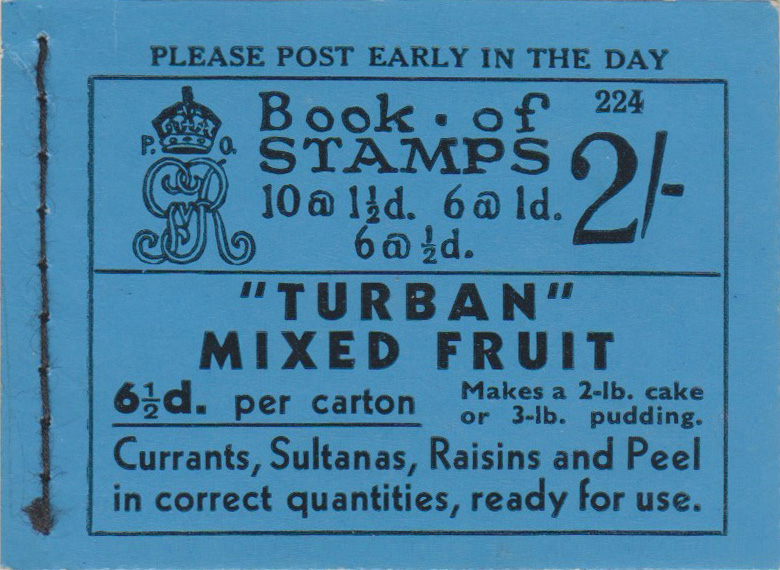 PLEASE POST EARLY IN THE DAY
P. O.
GR
Book · of 224
STAMPS 2/-
10 @ 1½d. 6 @ 1d.
6 @ ½d.
"TURBAN"
MIXED FRUIT
6½d. per carton
Makes a 2-lb. cake
or 3-lb. pudding.
Currants, Sultanas, Raisins and Peel
in correct quantities, ready for use.